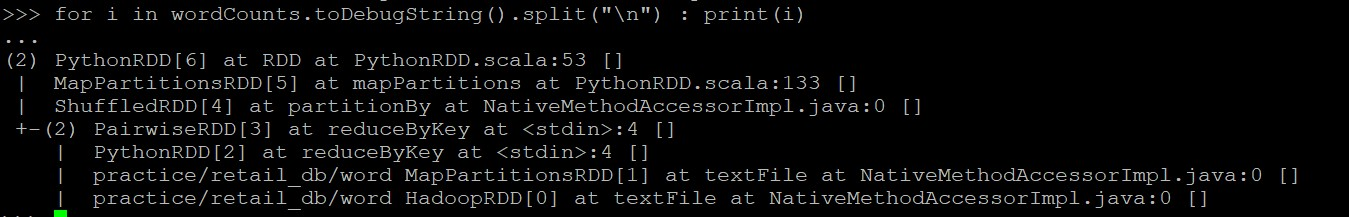 >>> for i in wordCounts.toDebugString().split("\n") : print(i)
...
(2) PythonRDD[6] at RDD at PythonRDD.scala:53 []
 |  MapPartitionsRDD[5] at mapPartitions at PythonRDD.scala:133 []
 |  ShuffledRDD[4] at partitionBy at NativeMethodAccessorImpl.java:0 []
 +-(2) PairwiseRDD[3] at reduceByKey at <stdin>:4 []
    |  PythonRDD[2] at reduceByKey at <stdin>:4 []
    |  practice/retail_db/word MapPartitionsRDD[1] at textFile at NativeMethodAccessorImpl.java:0 []
    |  practice/retail_db/word HadoopRDD[0] at textFile at NativeMethodAccessorImpl.java:0 []
>>>